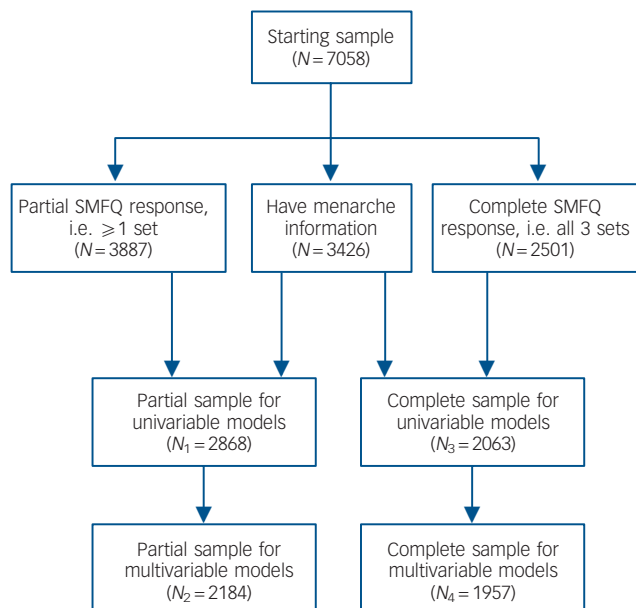 Starting sample
(N = 7058)
Partial SMFQ response,
i.e. ⩾ 1 set
(N = 3887)
Have menarche
information
(N = 3426)
Complete SMFQ
response, i.e. all 3 sets
(N = 2501)
Partial sample for
univariable models
(N₁ = 2868)
Complete sample for
univariable models
(N₃ = 2063)
Partial sample for
multivariable models
(N₂ = 2184)
Complete sample for
multivariable models
(N₄ = 1957)